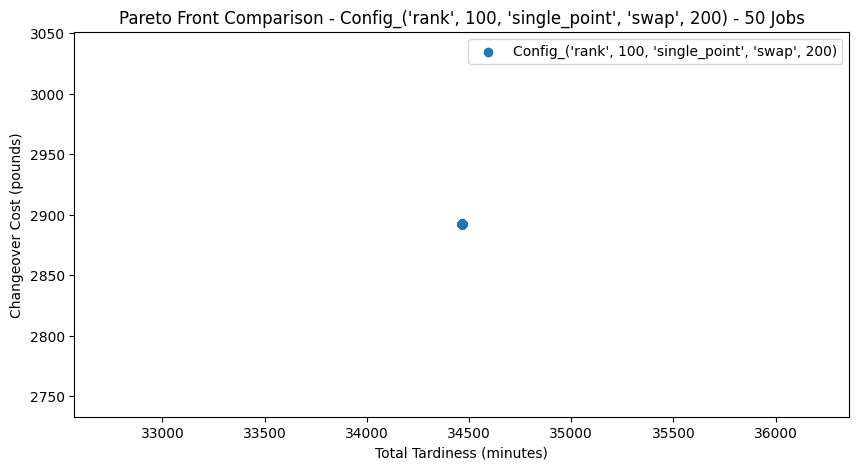 Pareto Front Comparison - Config_('rank', 100, 'single_point', 'swap', 200) - 50 Jobs
Config_('rank', 100, 'single_point', 'swap', 200)
Changeover Cost (pounds)
3050
3000
2950
2900
2850
2800
2750
33000 33500 34000 34500 35000 35500 36000
Total Tardiness (minutes)